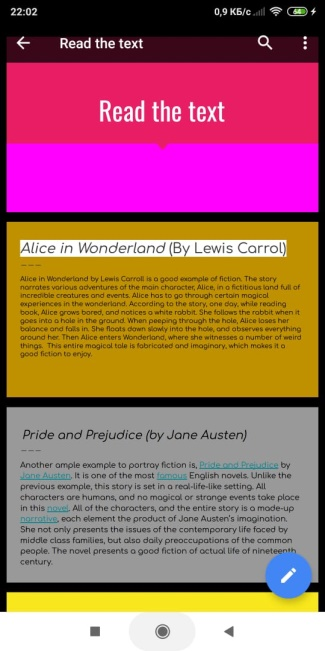 22:02
0,9 КБ/с
64
Read the text
Read the text
Alice in Wonderland (By Lewis Carrol)
———
Alice in Wonderland by Lewis Carroll is a good example of fiction. The story
narrates various adventures of the main character, Alice, in a fictitious land full of
incredible creatures and events. Alice has to go through certain magical
experiences in the wonderland. According to the story, one day, while reading
book, Alice grows bored, and notices a white rabbit. She follows the rabbit when it
goes into a hole in the ground. When peeping through the hole, Alice loses her
balance and falls in. She floats down slowly into the hole, and observes everything
around her. Then Alice enters Wonderland, where she witnesses a number of weird
things. This entire magical tale is fabricated and imaginary, which makes it a
good fiction to enjoy.
Pride and Prejudice (by Jane Austen)
———
Another ample example to portray fiction is, Pride and Prejudice by
Jane Austen. It is one of the most famous English novels. Unlike the
previous example, this story is set in a real-life-like setting. All
characters are humans, and no magical or strange events take place
in this novel. All of the characters, and the entire story is a made-up
narrative, each element the product of Jane Austen's imagination.
She not only presents the issues of the contemporary life faced by
middle class families, but also daily preoccupations of the common
people. The novel presents a good fiction of actual life of nineteenth
century.